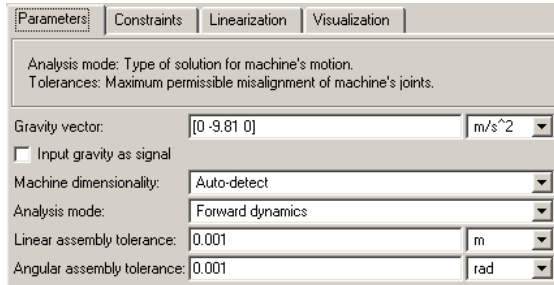 Parameters Constraints Linearization Visualization
Analysis mode: Type of solution for machine's motion.
Tolerances: Maximum permissible misalignment of machine's joints.
Gravity vector: [0 -9.81 0] m/s^2
Input gravity as signal
Machine dimensionality: Auto-detect
Analysis mode: Forward dynamics
Linear assembly tolerance: 0.001 m
Angular assembly tolerance: 0.001 rad